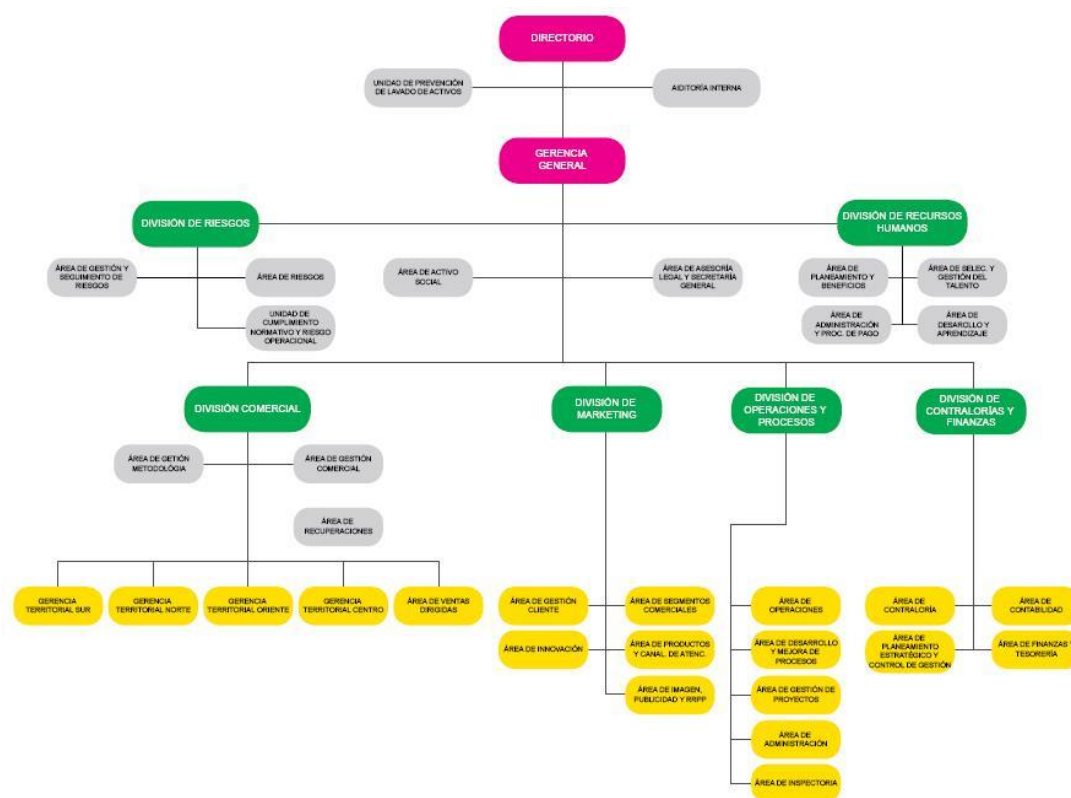 DIRECTORIO
UNIDAD DE PREVENCIÓN
DE LAVADO DE ACTIVOS
AIDITORÍA INTERNA
GERENCIA
GENERAL
DIVISIÓN DE RIESGOS
DIVISIÓN DE RECURSOS
HUMANOS
ÁREA DE GESTIÓN Y
SEGUIMIENTO DE
RIESGOS
ÁREA DE RIESGOS
ÁREA DE ACTIVO
SOCIAL
ÁREA DE ASESORÍA
LEGAL Y SECRETARÍA
GENERAL
ÁREA DE
PLANEAMIENTO Y
BENEFICIOS
ÁREA DE SELEC. Y
GESTIÓN DEL
TALENTO
UNIDAD DE
CUMPLIMIENTO
NORMATIVO Y RIESGO
OPERACIONAL
ÁREA DE
ADMINISTRACIÓN
Y PROC. DE PAGO
ÁREA DE
DESAROLLO Y
APRENDIZAJE
DIVISIÓN COMERCIAL
DIVISIÓN DE
MARKETING
DIVISIÓN DE
OPERACIONES Y
PROCESOS
DIVISIÓN DE
CONTRALORÍAS Y
FINANZAS
ÁREA DE GETIÓN
METODOLÓGIA
ÁREA DE GESTIÓN
COMERCIAL
ÁREA DE
RECUPERACIONES
GERENCIA
TERRITORIAL SUR
GERENCIA
TERRITORIAL NORTE
GERENCIA
TERRITORIAL ORIENTE
GERENCIA
TERRITORIAL CENTRO
ÁREA DE VENTAS
DIRIGIDAS
ÁREA DE GESTIÓN
CLIENTE
ÁREA DE SEGMENTOS
COMERCIALES
ÁREA DE
OPERACIONES
ÁREA DE
CONTRALORÍA
ÁREA DE
CONTABILIDAD
ÁREA DE INNOVACIÓN
ÁREA DE PRODUCTOS
Y CANAL. DE ATENC.
ÁREA DE DESARROLLO
Y MEJORA DE
PROCESOS
ÁREA DE
PLANEAMIENTO
ESTRATÉGICO Y
CONTROL DE GESTIÓN
ÁREA DE FINANZAS Y
TESORERÍA
ÁREA DE IMAGEN,
PUBLICIDAD Y RRPP
ÁREA DE GESTIÓN DE
PROYECTOS
ÁREA DE
ADMINISTRACIÓN
ÁREA DE INSPECTORIA